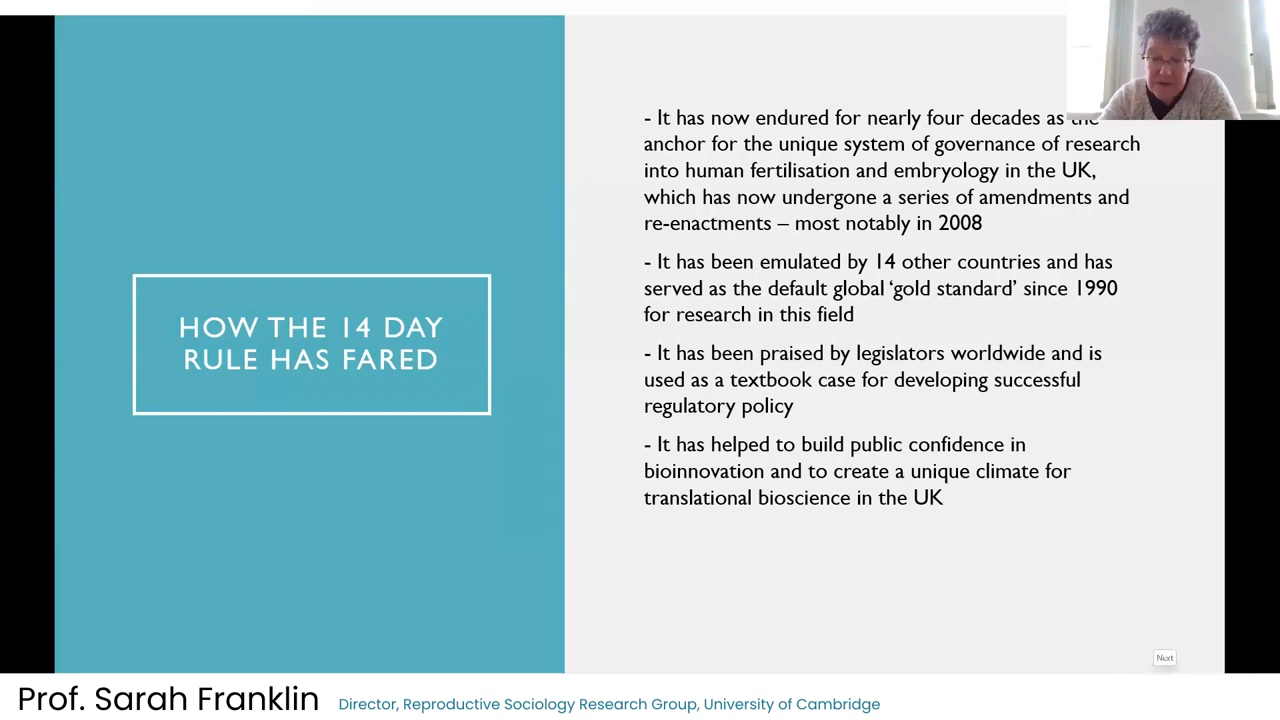 HOW THE 14 DAY
RULE HAS FARED
- It has now endured for nearly four decades as the
anchor for the unique system of governance of research
into human fertilisation and embryology in the UK,
which has now undergone a series of amendments and
re-enactments – most notably in 2008
- It has been emulated by 14 other countries and has
served as the default global ‘gold standard’ since 1990
for research in this field
- It has been praised by legislators worldwide and is
used as a textbook case for developing successful
regulatory policy
- It has helped to build public confidence in
bioinnovation and to create a unique climate for
translational bioscience in the UK
Next
Prof. Sarah Franklin Director, Reproductive Sociology Research Group, University of Cambridge